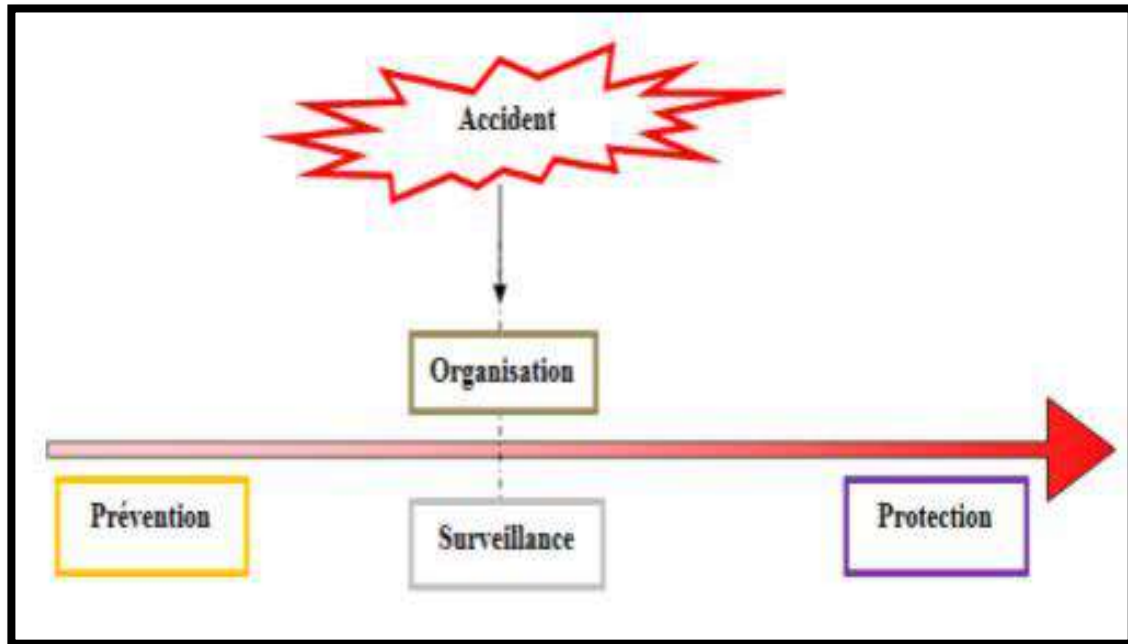 Accident
Organisation
Prévention
Surveillance
Protection